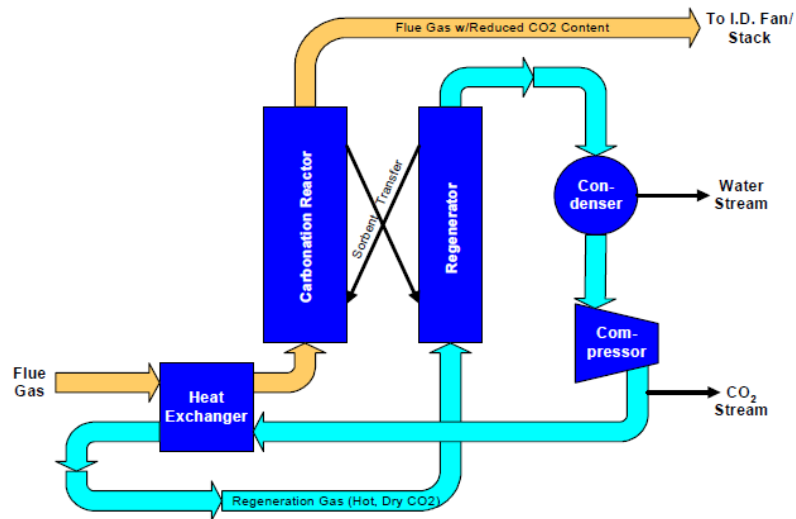 Flue Gas w/Reduced CO2 Content
To I.D. Fan/
Stack
Carbonation Reactor
Sorbent Transfer
Regenerator
Con-
denser
Water
Stream
Com-
pressor
Flue
Gas
Heat
Exchanger
CO₂
Stream
Regeneration Gas (Hot, Dry CO2)